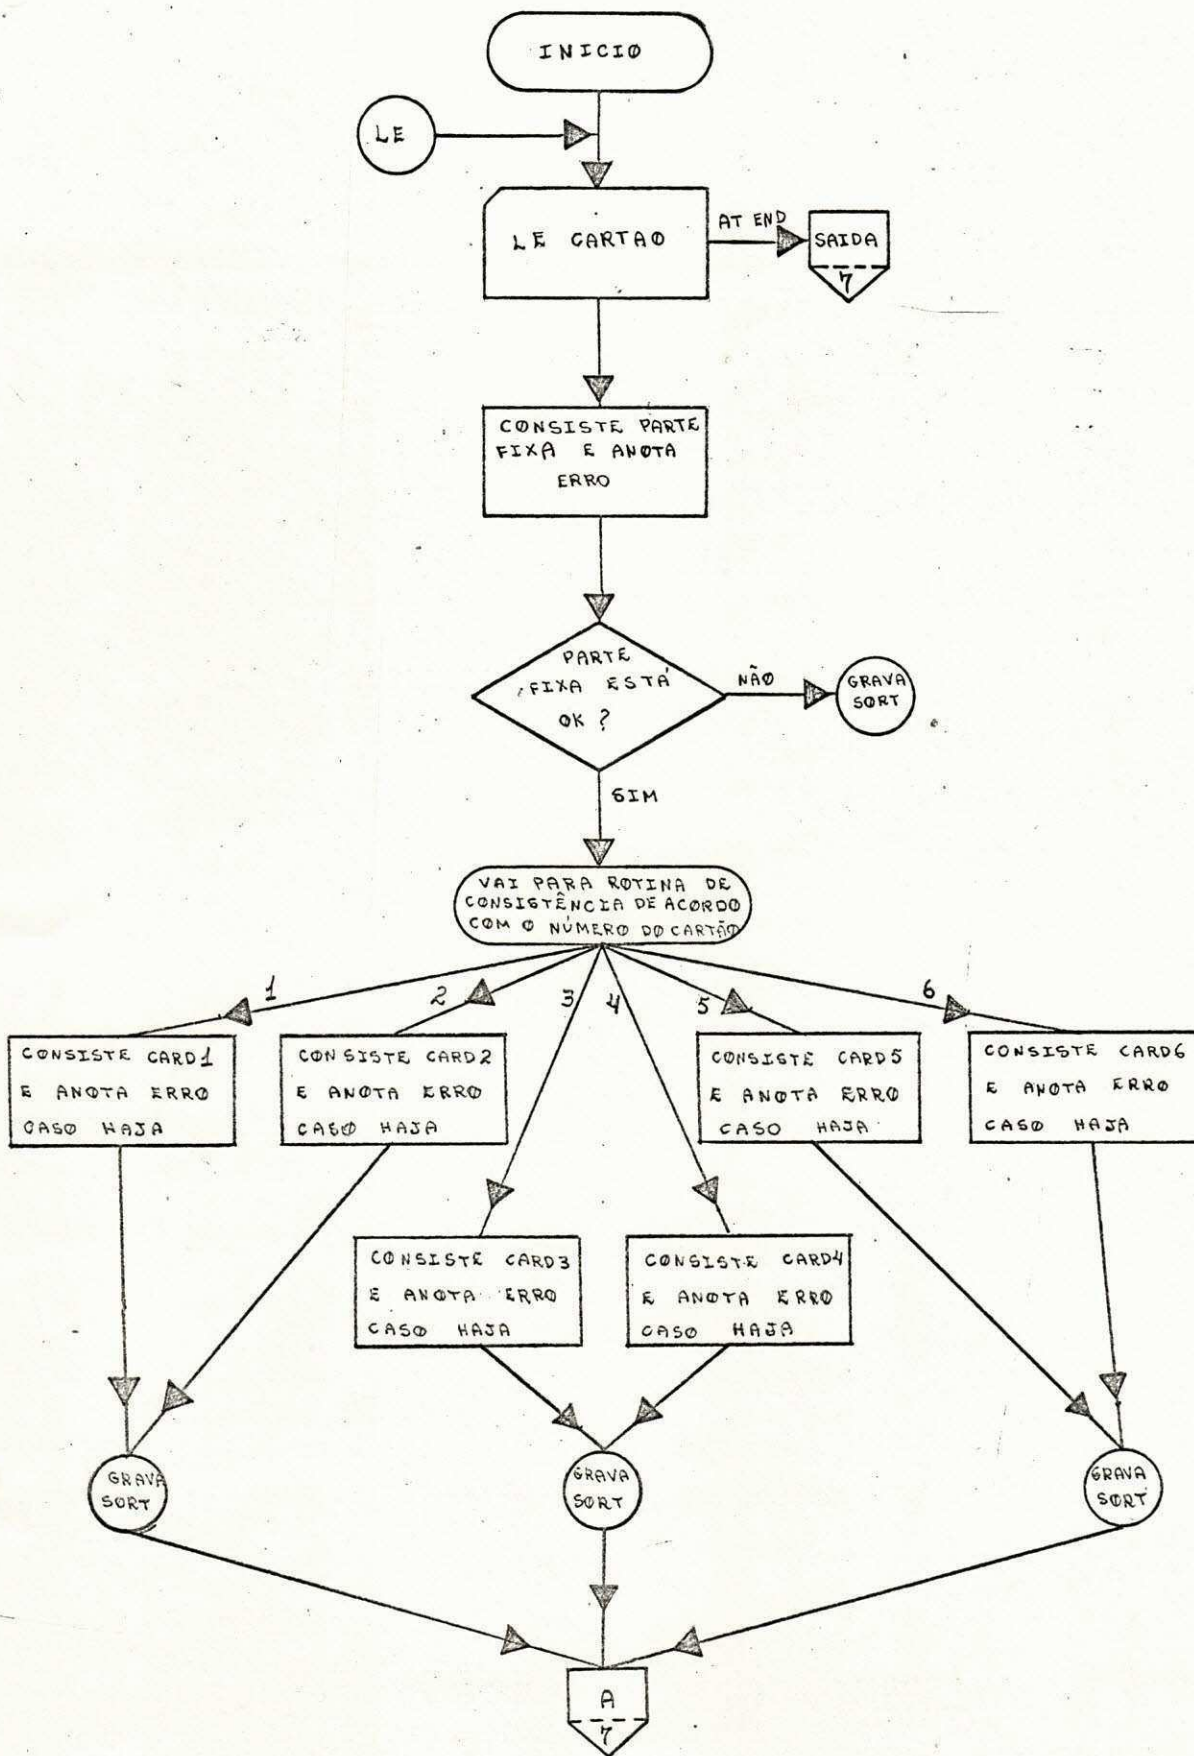 INICIO
LE
LE CARTAO
AT END
SAIDA
7
CONSISTE PARTE
FIXA E ANOTA
ERRO
PARTE
FIXA ESTÁ
OK ?
NÃO
GRAVA
SORT
SIM
VAI PARA ROTINA DE
CONSISTÊNCIA DE ACORDO
COM O NÚMERO DO CARTÃO
1
2
3
4
5
6
CONSISTE CARD1
E ANOTA ERRO
CASO HAJA
CONSISTE CARD2
E ANOTA ERRO
CASO HAJA
CONSISTE CARD5
E ANOTA ERRO
CASO HAJA
CONSISTE CARD6
E ANOTA ERRO
CASO HAJA
CONSISTE CARD3
E ANOTA ERRO
CASO HAJA
CONSISTE CARD4
E ANOTA ERRO
CASO HAJA
GRAVA
SORT
GRAVA
SORT
GRAVA
SORT
A
7